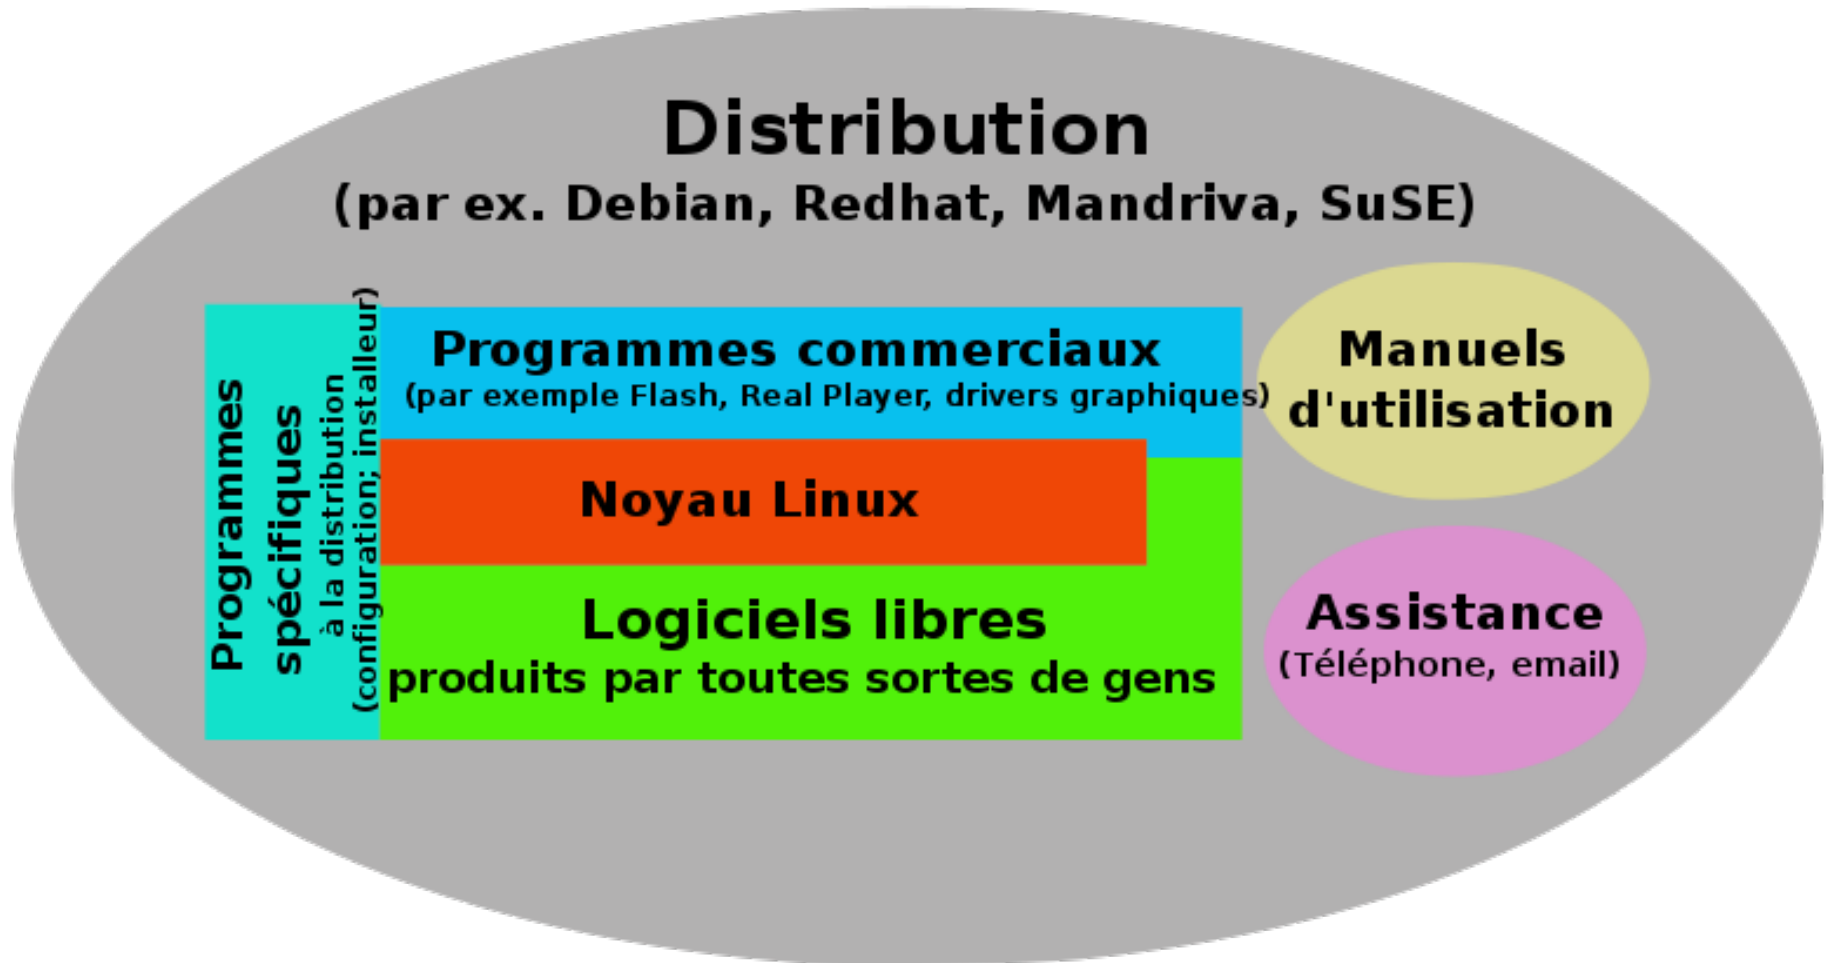 Distribution
(par ex. Debian, Redhat, Mandriva, SuSE)
Programmes
spécifiques
à la distribution
(configuration; installeur)
Programmes commerciaux
(par exemple Flash, Real Player, drivers graphiques)
Noyau Linux
Logiciels libres
produits par toutes sortes de gens
Manuels
d'utilisation
Assistance
(Téléphone, email)